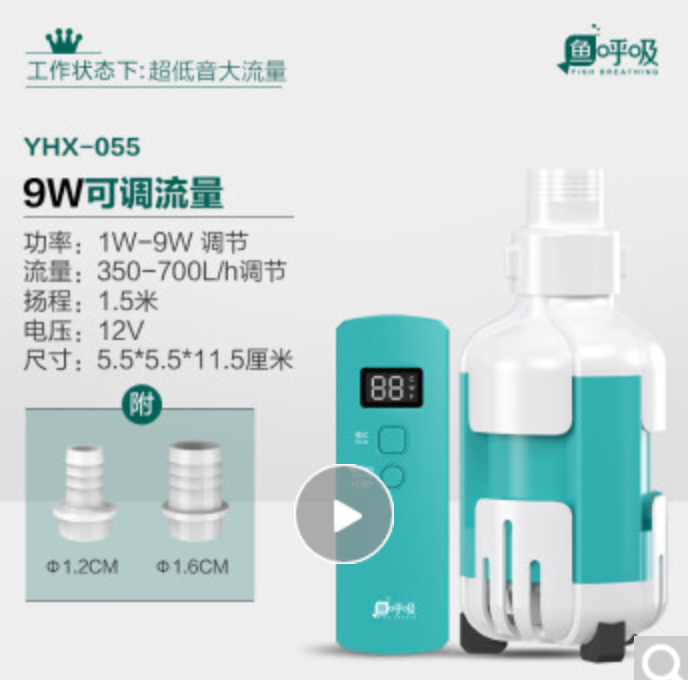 工作状态下:超低音大流量
鱼呼吸
FISH BREATHING
YHX-055
9W可调流量
功率：1W-9W 调节
流量：350-700L/h调节
扬程：1.5米
电压：12V
尺寸：5.5*5.5*11.5厘米
附
Φ1.2CM
Φ1.6CM
88
鱼呼吸